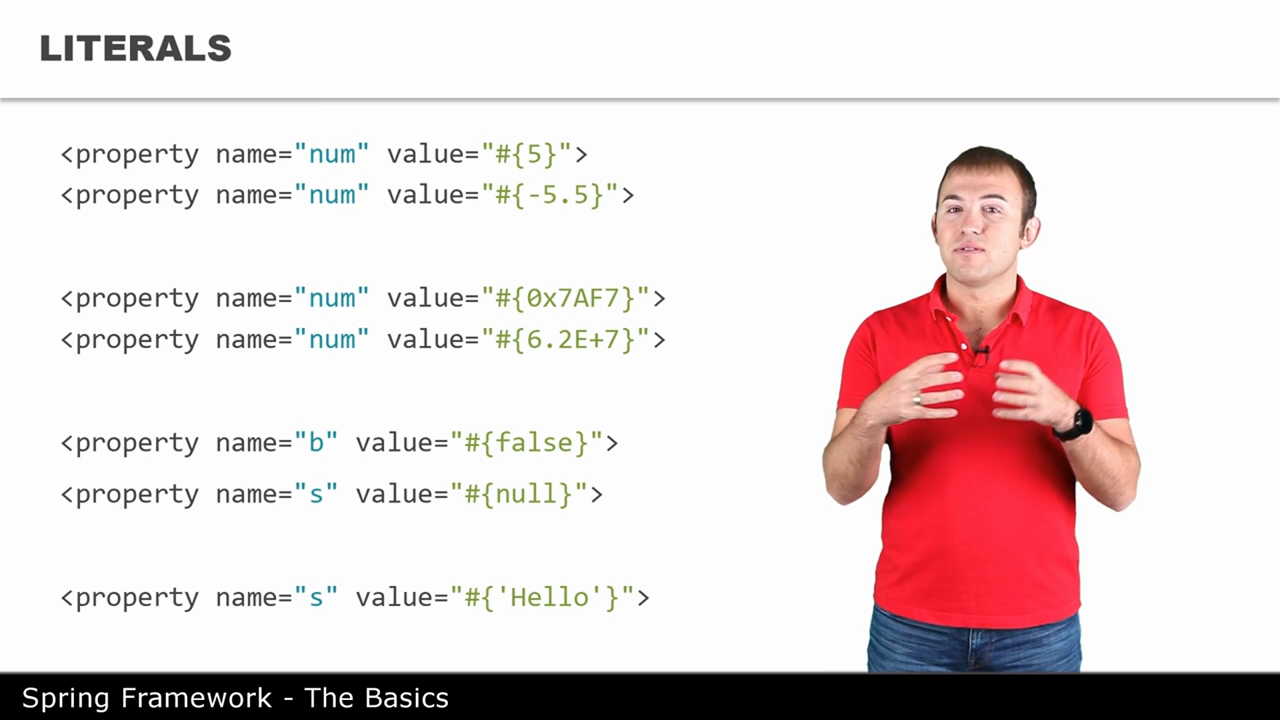 LITERALS
<property name="num" value="#{5}">
<property name="num" value="#{-5.5}">
<property name="num" value="#{0x7AF7}">
<property name="num" value="#{6.2E+7}">
<property name="b" value="#{false}">
<property name="s" value="#{null}">
<property name="s" value="#{'Hello'}">
Spring Framework - The Basics